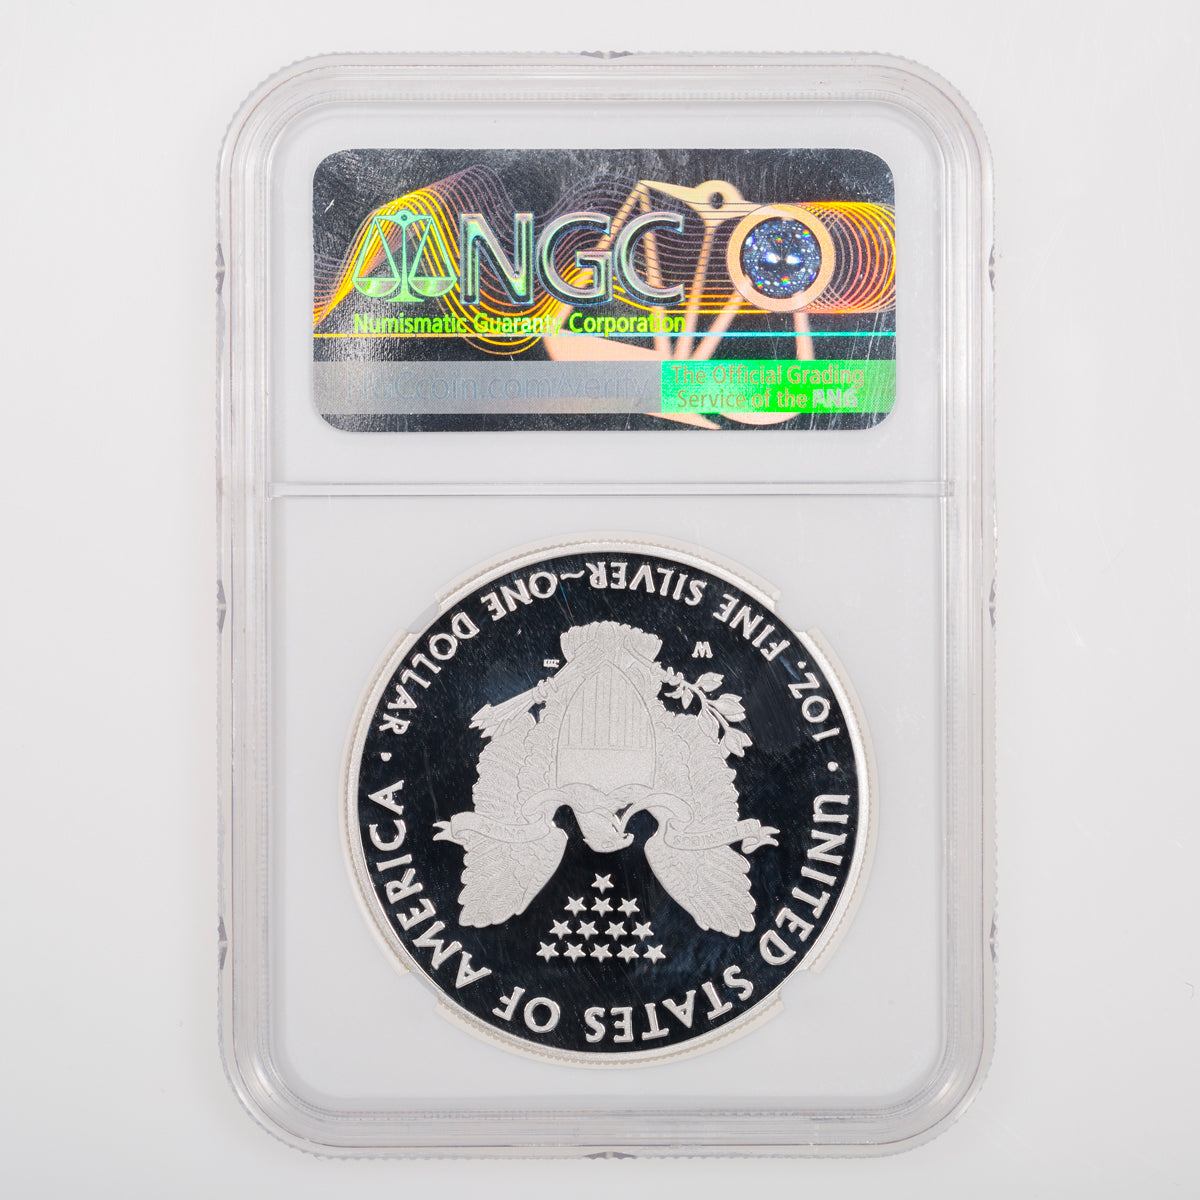 NGC
Numismatic Guaranty Corporation
NGCcoin.com/verify
The Official Grading
Service of the ANG
UNITED STATES OF AMERICA
1 OZ. FINE SILVER~ONE DOLLAR
W